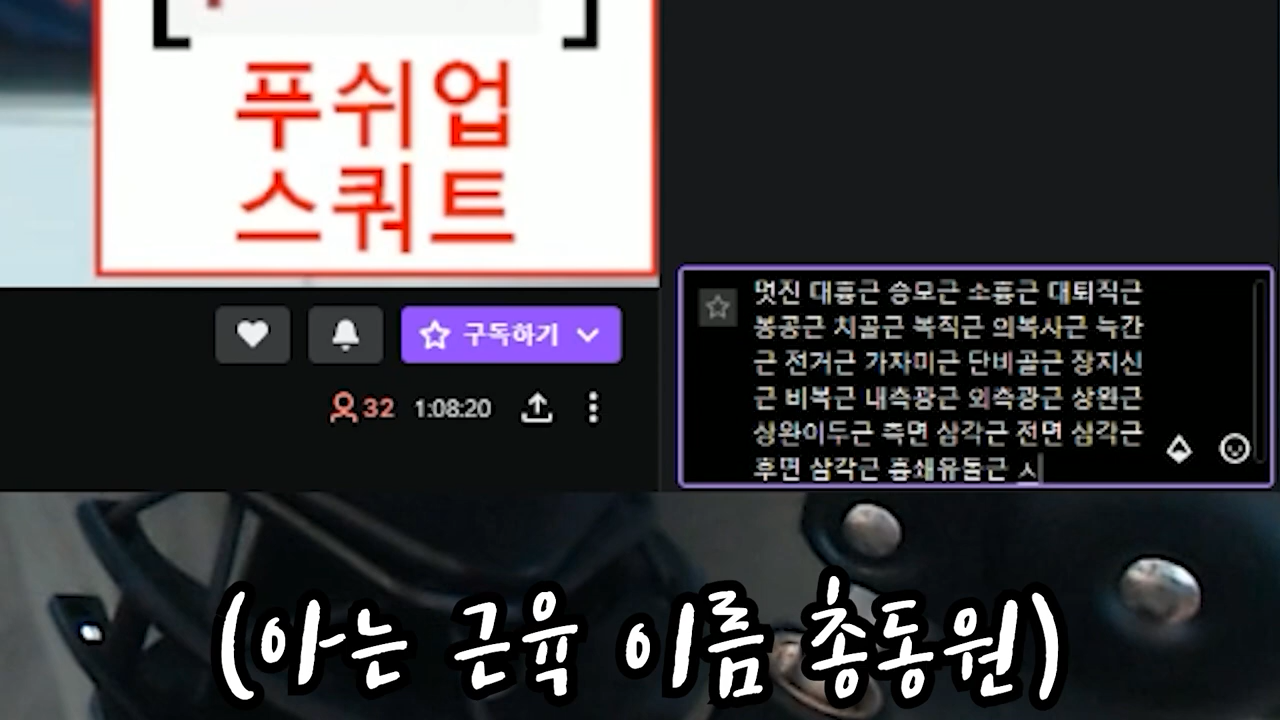 푸쉬업
스쿼트
구독하기
32 1:08:20
멋진 대흉근 승모근 소흉근 대퇴직근
봉공근 치골근 복직근 외복사근 늑간
근 전거근 가자미근 단비골근 장지신
근 비복근 내측광근 외측광근 상완근
상완이두근 측면 삼각근 전면 삼각근
후면 삼각근 흉쇄유돌근 ㅅ
(아는 근육 이름 총동원)